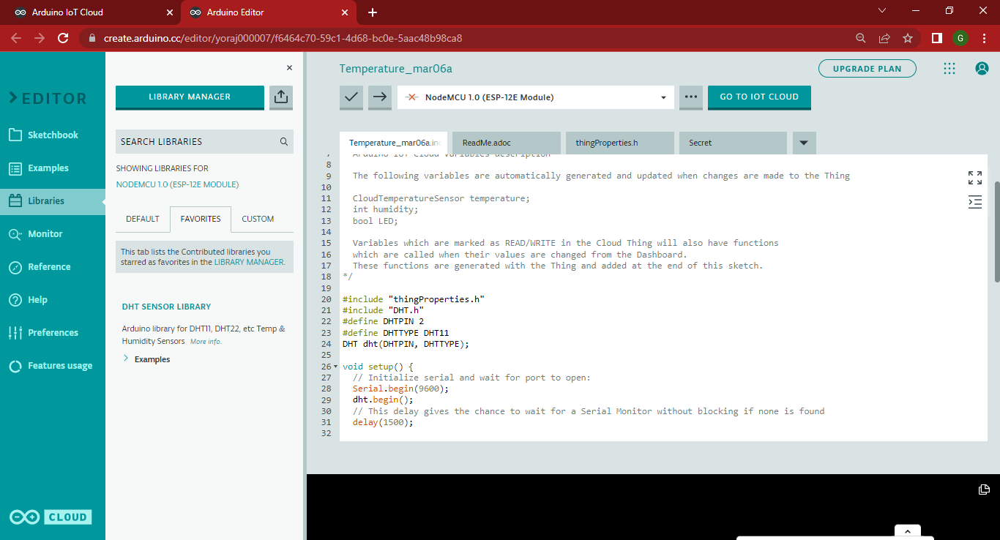 Arduino IoT Cloud
Arduino Editor
create.arduino.cc/editor/yoraj000007/f6464c70-59c1-4d68-bc0e-5aac48b98ca8
G
EDITOR
Sketchbook
Examples
Libraries
Monitor
Reference
Help
Preferences
Features usage
CLOUD
LIBRARY MANAGER
SEARCH LIBRARIES
SHOWING LIBRARIES FOR
NODEMCU 1.0 (ESP-12E MODULE)
DEFAULT
FAVORITES
CUSTOM
This tab lists the Contributed libraries you
starred as favorites in the LIBRARY MANAGER.
DHT SENSOR LIBRARY
Arduino library for DHT11, DHT22, etc Temp &
Humidity Sensors More info.
Examples
Temperature_mar06a
UPGRADE PLAN
NodeMCU 1.0 (ESP-12E Module)
GO TO IOT CLOUD
Temperature_mar06a.in
ReadMe.adoc
thingProperties.h
Secret
7 Arduino IoT Cloud Variables description
8
9 The following variables are automatically generated and updated when changes are made to the Thing
10
11 CloudTemperatureSensor temperature;
12 int humidity;
13 bool LED;
14
15 Variables which are marked as READ/WRITE in the Cloud Thing will also have functions
16 which are called when their values are changed from the Dashboard.
17 These functions are generated with the Thing and added at the end of this sketch.
18 */
19
20 #include "thingProperties.h"
21 #include "DHT.h"
22 #define DHTPIN 2
23 #define DHTTYPE DHT11
24 DHT dht(DHTPIN, DHTTYPE);
25
26 void setup() {
27 // Initialize serial and wait for port to open:
28 Serial.begin(9600);
29 dht.begin();
30 // This delay gives the chance to wait for a Serial Monitor without blocking if none is found
31 delay(1500);
32